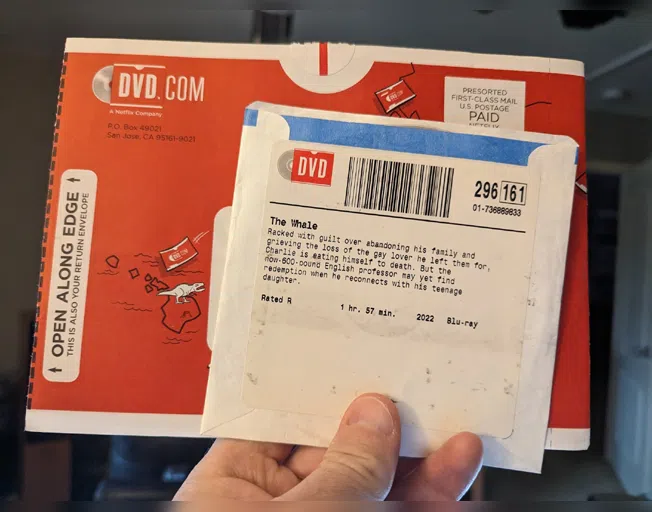 DVD.COM
A Netflix Company
P.O. Box 49021
San Jose, CA 95161-9021
PRESORTED
FIRST-CLASS MAIL
U.S. POSTAGE
PAID
NETFLIX
OPEN ALONG EDGE
THIS IS ALSO YOUR RETURN ENVELOPE
DVD
296 161
01-736889833
The Whale
Racked with guilt over abandoning his family and
grieving the loss of the gay lover he left them for,
Charlie is eating himself to death. But the
now-600-pound English professor may yet find
redemption when he reconnects with his teenage
daughter.
Rated R 1 hr. 57 min. 2022 Blu-ray